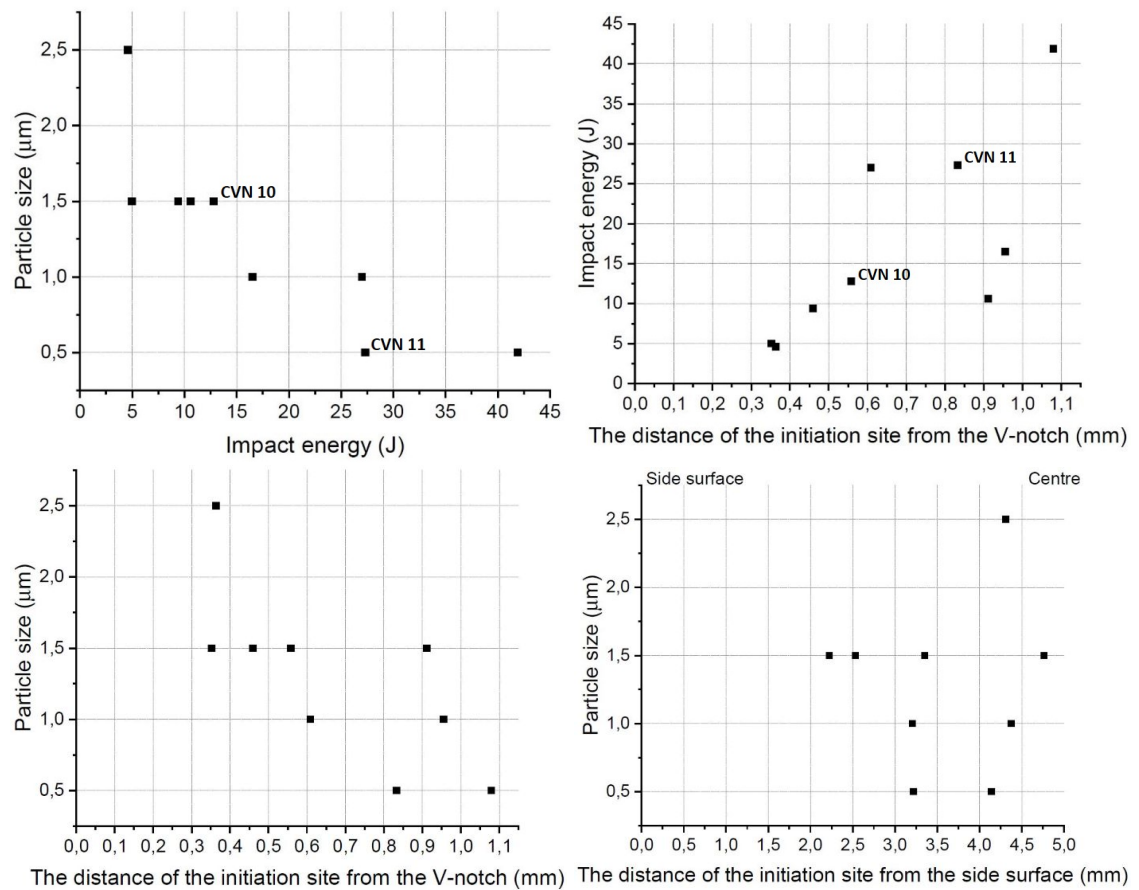 2,5
2,0
1,5
1,0
0,5
Particle size (µm)
CVN 10
CVN 11
0 5 10 15 20 25 30 35 40 45
Impact energy (J)
45
40
35
30
25
20
15
10
5
0
Impact energy (J)
CVN 11
CVN 10
0,0 0,1 0,2 0,3 0,4 0,5 0,6 0,7 0,8 0,9 1,0 1,1
The distance of the initiation site from the V-notch (mm)
2,5
2,0
1,5
1,0
0,5
Particle size (µm)
0,0 0,1 0,2 0,3 0,4 0,5 0,6 0,7 0,8 0,9 1,0 1,1
The distance of the initiation site from the V-notch (mm)
Side surface Centre
2,5
2,0
1,5
1,0
0,5
Particle size (µm)
0,0 0,5 1,0 1,5 2,0 2,5 3,0 3,5 4,0 4,5 5,0
The distance of the initiation site from the side surface (mm)